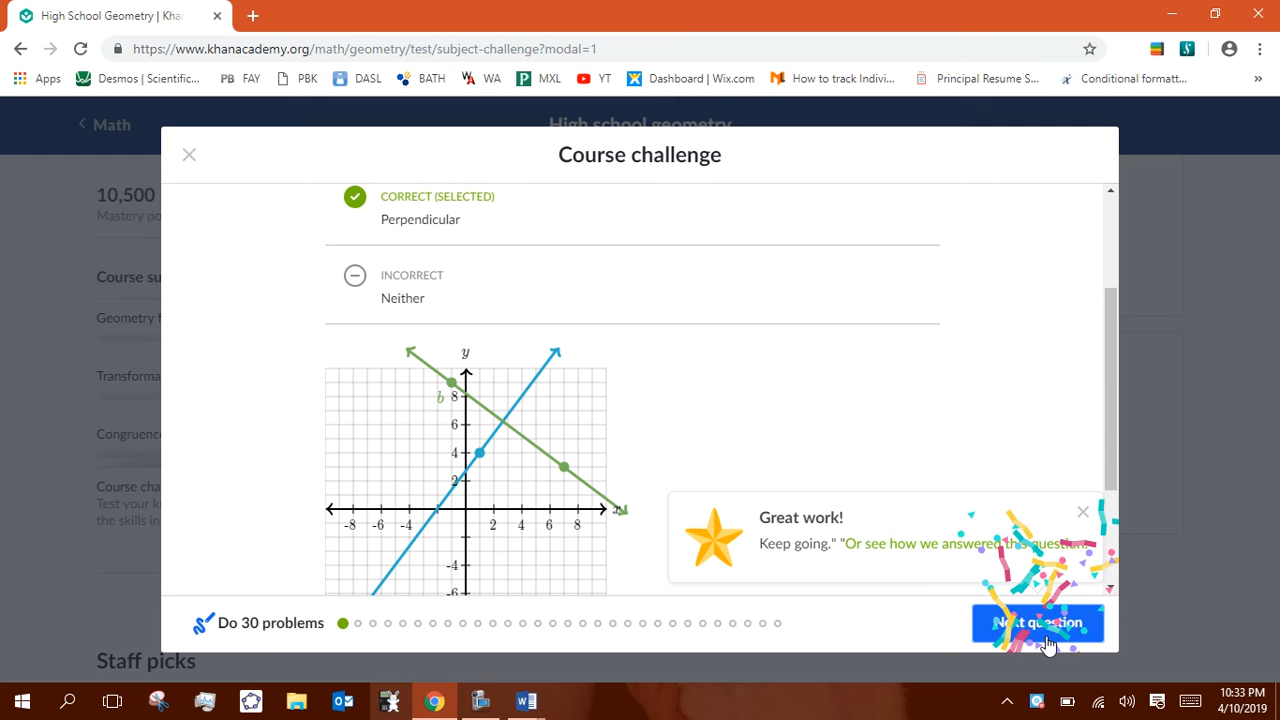 High School Geometry | Kha
https://www.khanacademy.org/math/geometry/test/subject-challenge?modal=1
Apps Desmos | Scientific... PB FAY PBK DASL BATH WA MXL YT Dashboard | Wix.com How to track Indivi... Principal Resume S... Conditional formatt... »
Math
High school geometry
Course challenge
10,500
Mastery po
Course su
Geometry f
Transforma
Congruenc
Course cha
Test your k
the skills in
CORRECT (SELECTED)
Perpendicular
INCORRECT
Neither
y
b
8
6
4
2
-8 -6 -4 2 4 6 8 x
-4
-6
Great work!
Keep going." "Or see how we answered this question.
Do 30 problems
Next question
Staff picks
10:33 PM
4/10/2019